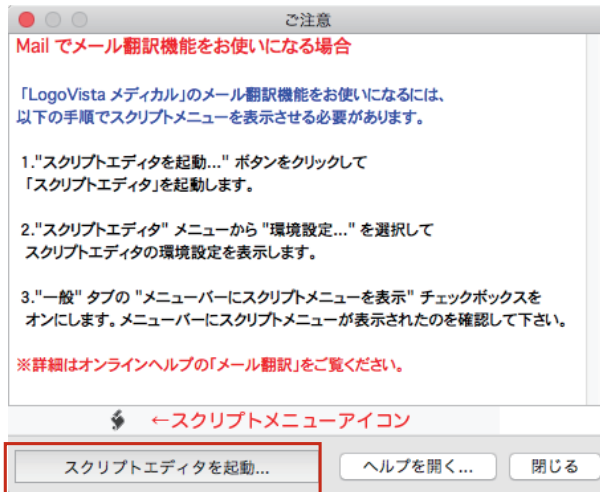 ご注意
Mail でメール翻訳機能をお使いになる場合
「LogoVista メディカル」のメール翻訳機能をお使いになるには、
以下の手順でスクリプトメニューを表示させる必要があります。
1."スクリプトエディタを起動..." ボタンをクリックして
「スクリプトエディタ」を起動します。
2."スクリプトエディタ" メニューから "環境設定..." を選択して
スクリプトエディタの環境設定を表示します。
3."一般" タブの "メニューバーにスクリプトメニューを表示" チェックボックスを
オンにします。メニューバーにスクリプトメニューが表示されたのを確認して下さい。
※詳細はオンラインヘルプの「メール翻訳」をご覧ください。
←スクリプトメニューアイコン
スクリプトエディタを起動... ヘルプを開く... 閉じる